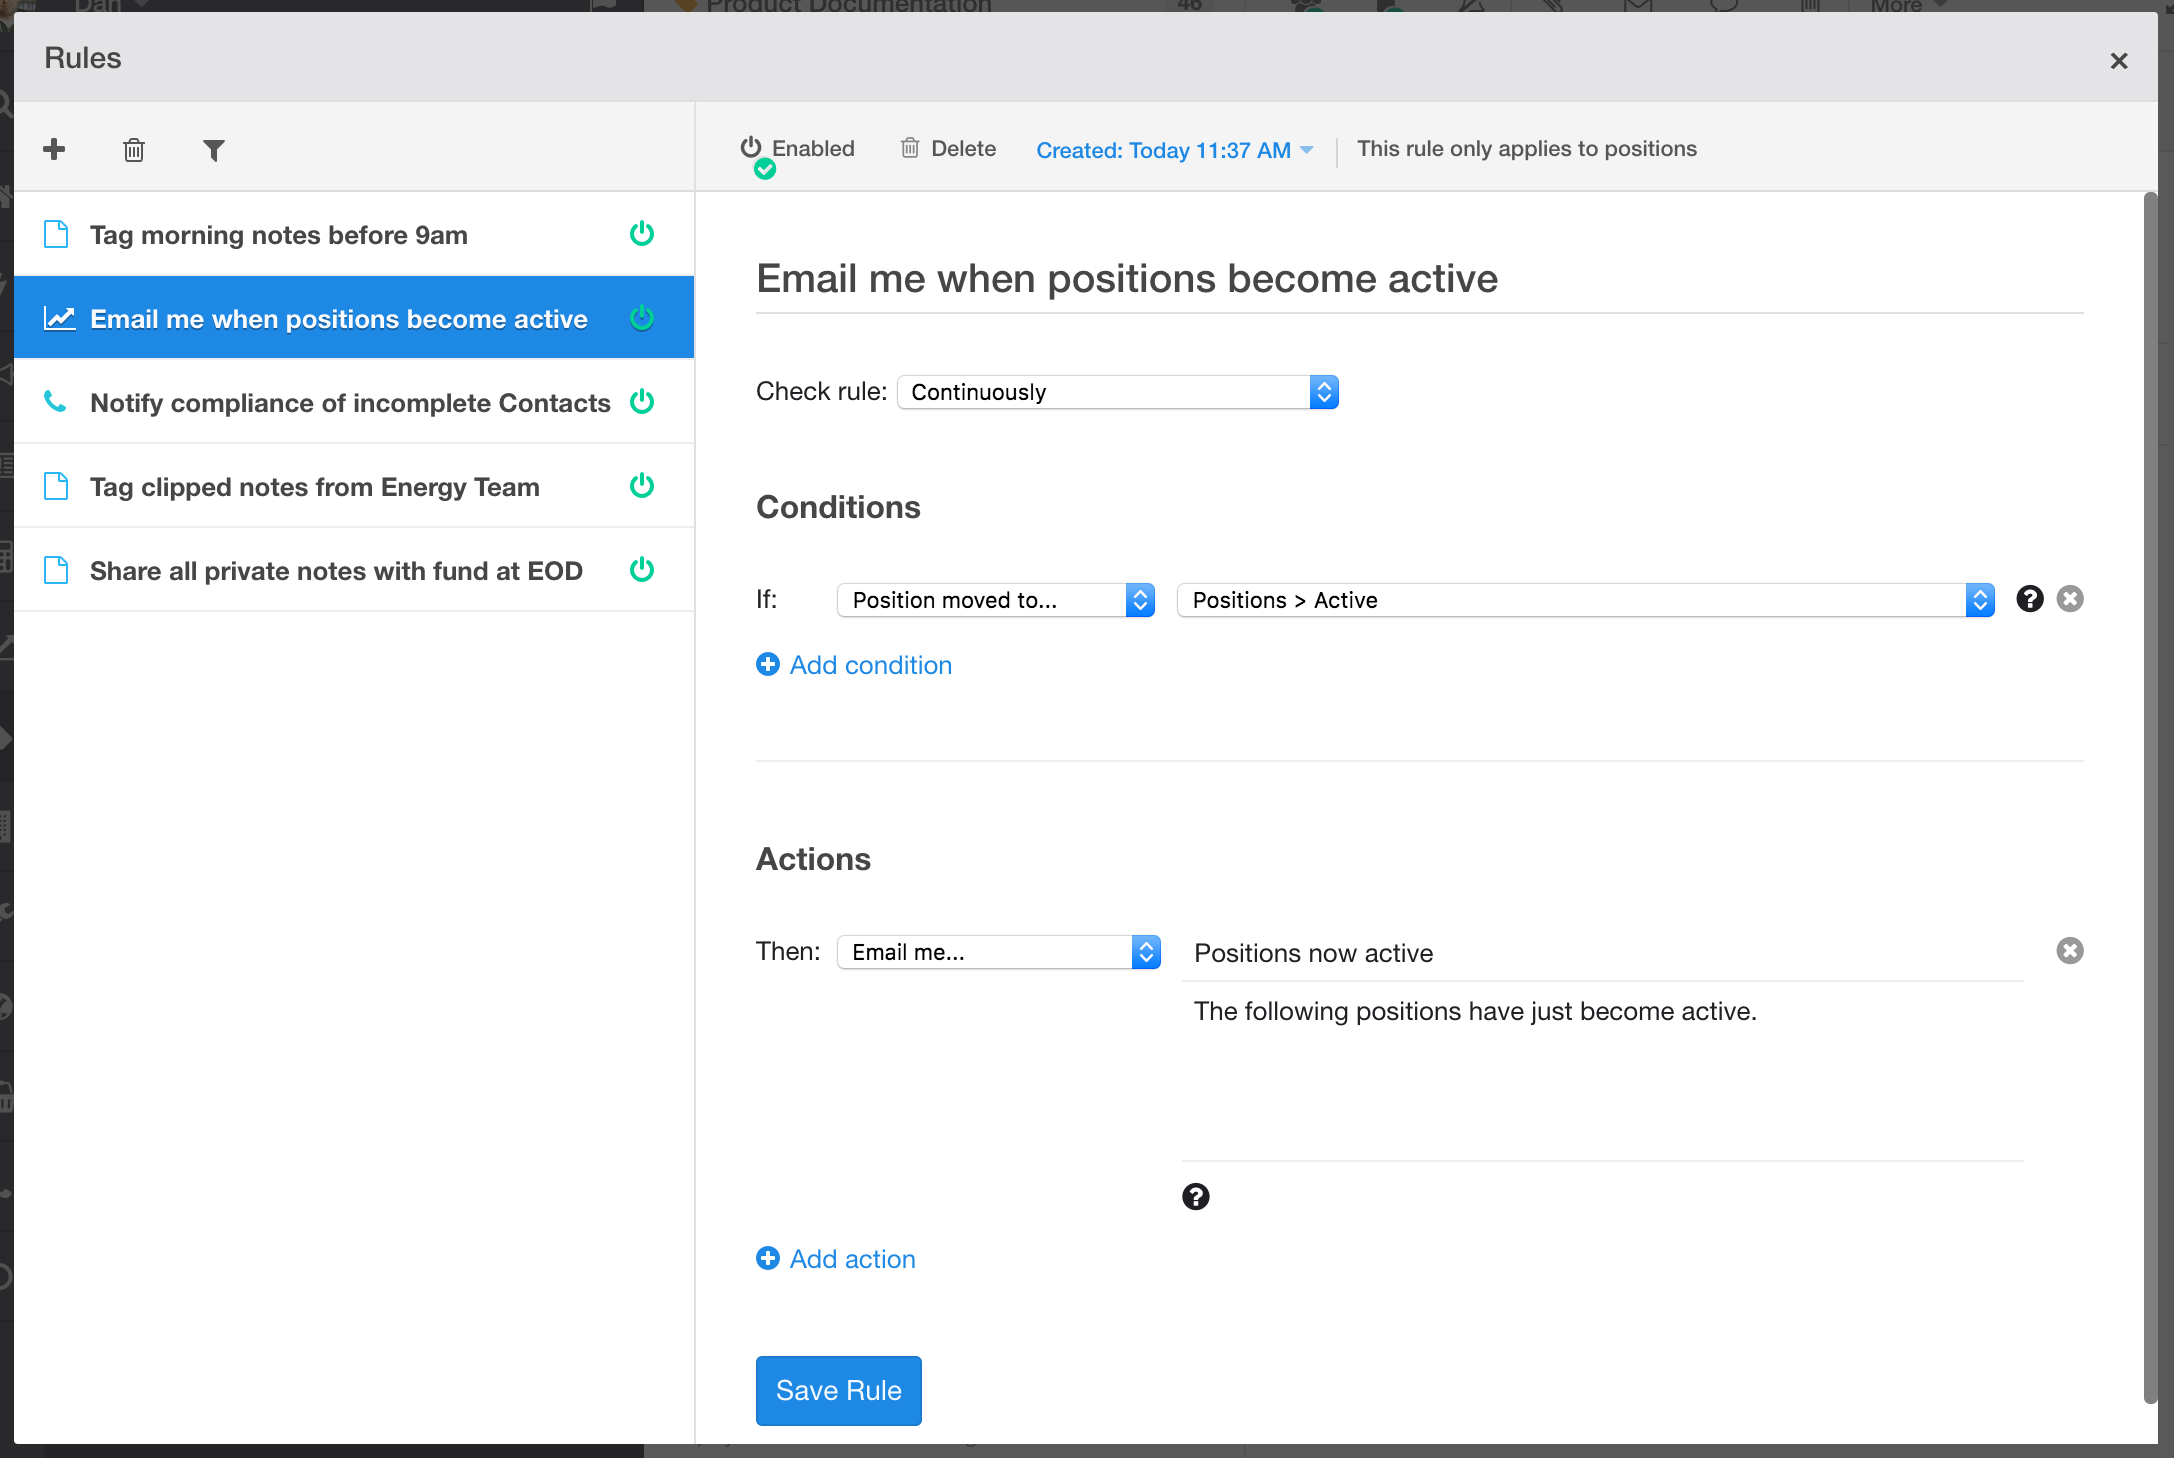 Dan
Product Documentation 46 More
Rules
Enabled Delete Created: Today 11:37 AM This rule only applies to positions
Tag morning notes before 9am
Email me when positions become active
Notify compliance of incomplete Contacts
Tag clipped notes from Energy Team
Share all private notes with fund at EOD
Email me when positions become active
Check rule: Continuously
Conditions
If: Position moved to... Positions > Active
Add condition
Actions
Then: Email me... Positions now active
The following positions have just become active.
Add action
Save Rule